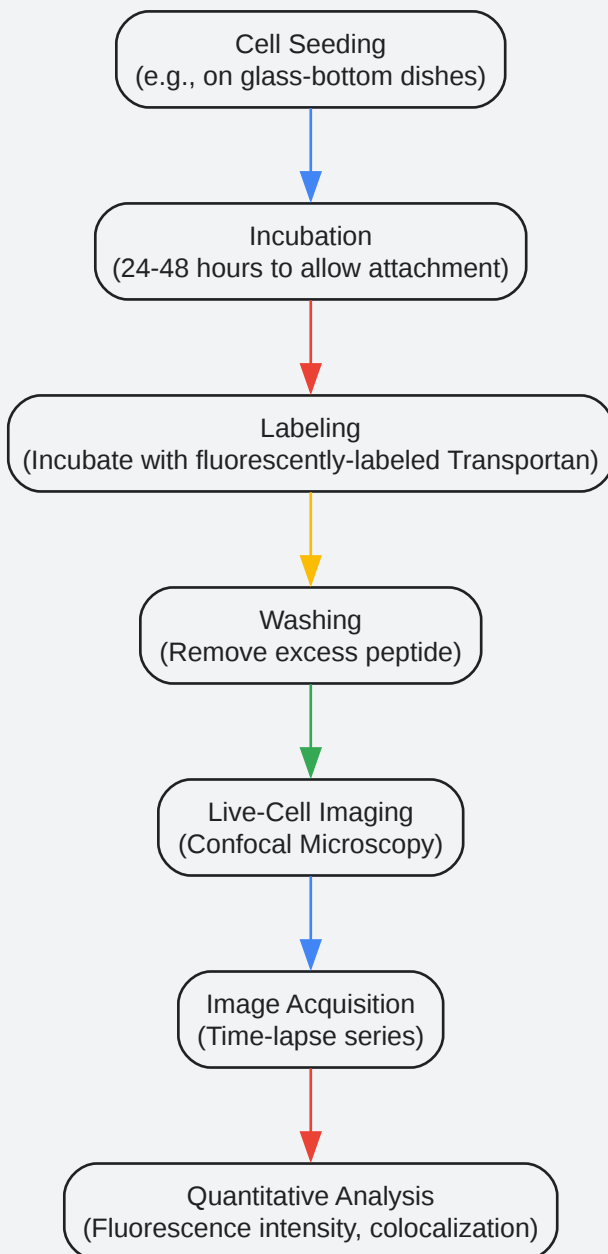 Cell Seeding
(e.g., on glass-bottom dishes)
Incubation
(24-48 hours to allow attachment)
Labeling
(Incubate with fluorescently-labeled Transportan)
Washing
(Remove excess peptide)
Live-Cell Imaging
(Confocal Microscopy)
Image Acquisition
(Time-lapse series)
Quantitative Analysis
(Fluorescence intensity, colocalization)